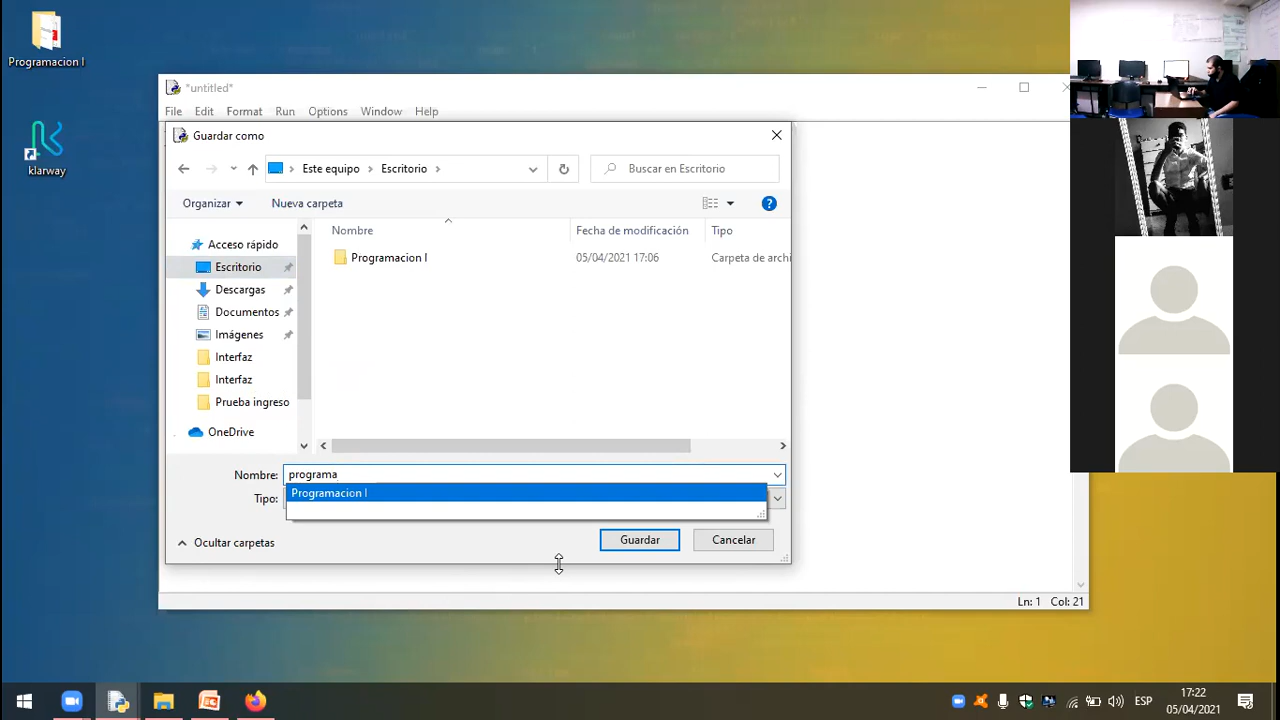 Programacion I
klarway
*untitled*
File Edit Format Run Options Window Help
Guardar como
Este equipo Escritorio
Buscar en Escritorio
Organizar Nueva carpeta
Nombre Fecha de modificación Tipo
Acceso rápido
Escritorio
Descargas
Documentos
Imágenes
Interfaz
Interfaz
Prueba ingreso
OneDrive
Programacion I 05/04/2021 17:06 Carpeta de archi
Nombre: programa
Programacion I
Tipo:
Ocultar carpetas
Guardar Cancelar
Ln: 1 Col: 21
ESP
17:22
05/04/2021